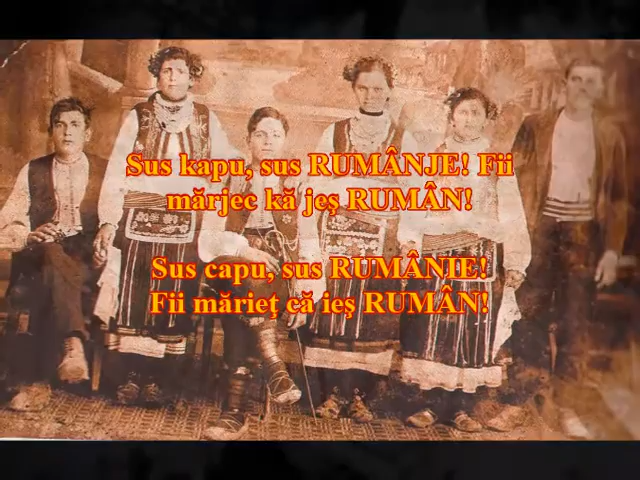 Sus kapu, sus RUMÂNJE! Fii
mărjec kă jeş RUMÂN!
Sus capu, sus RUMÂNIE!
Fii mărieţ că ieş RUMÂN!